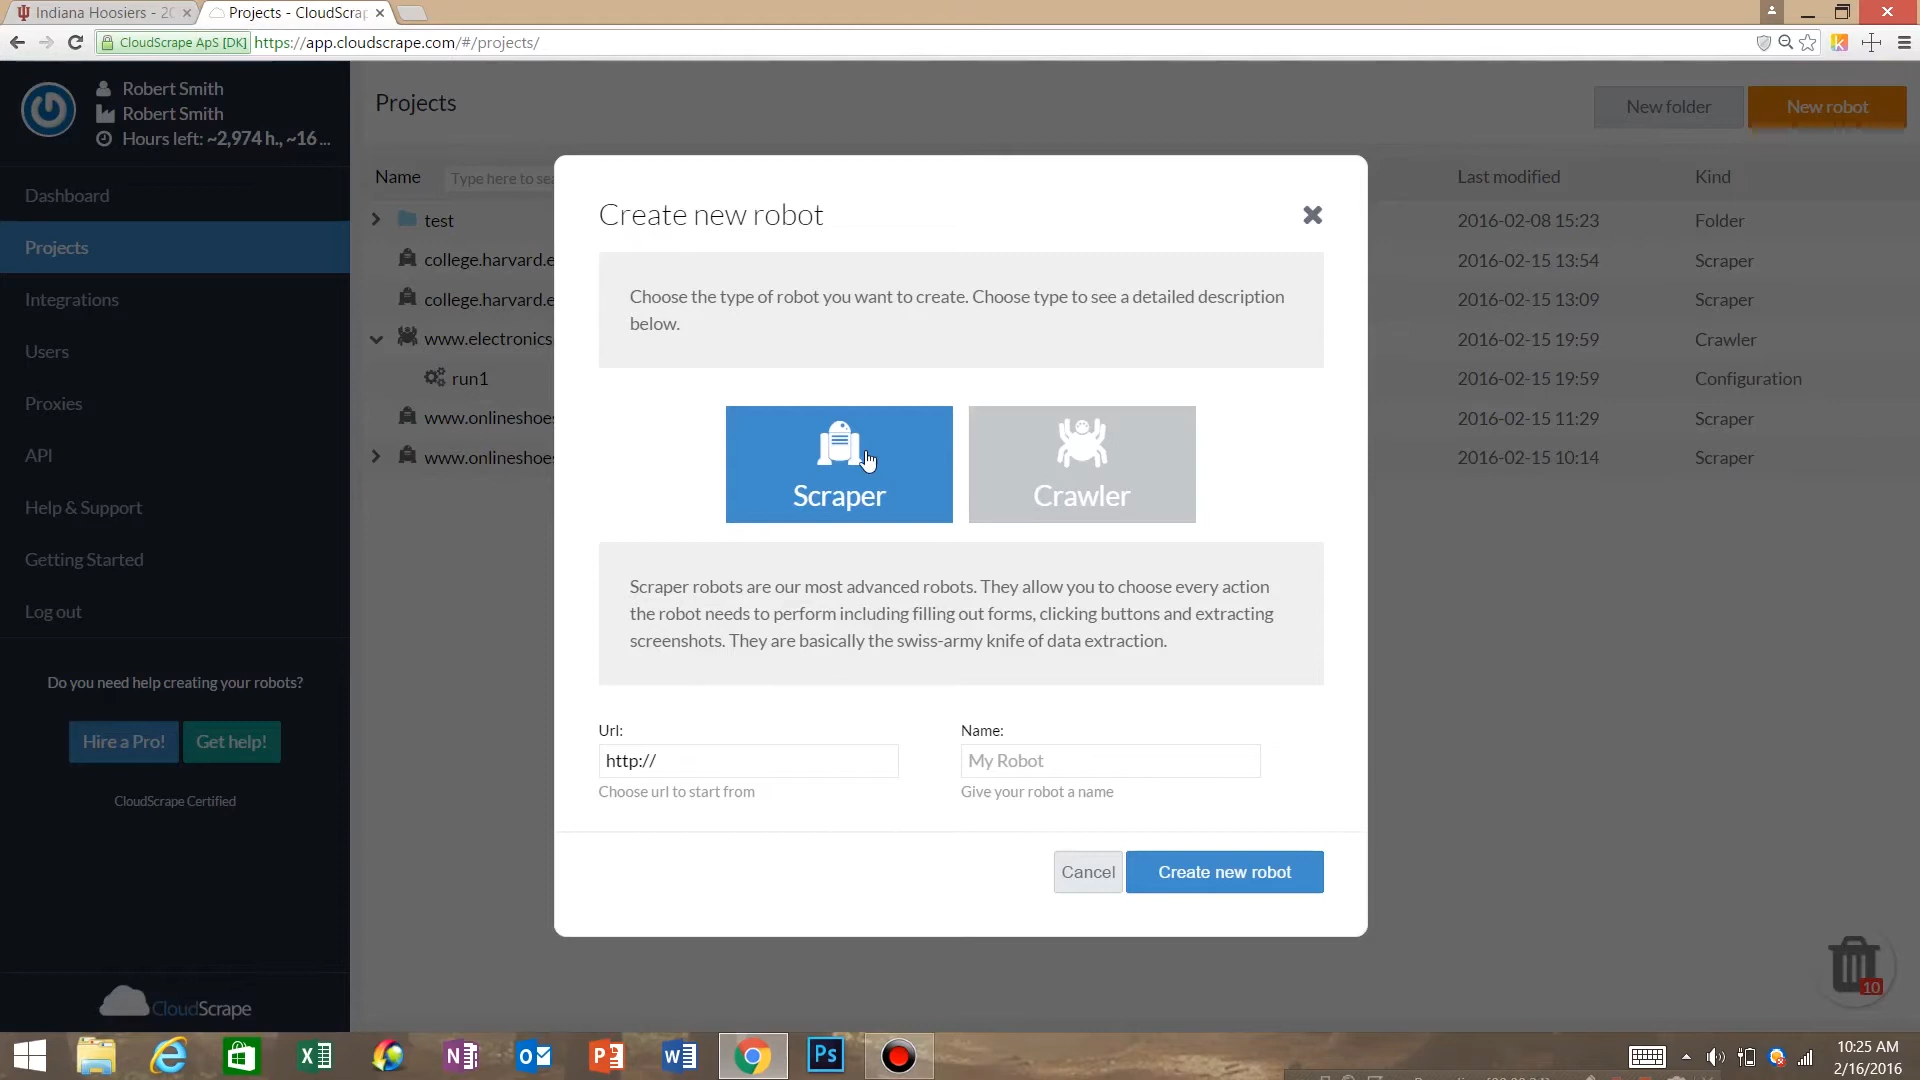 Indiana Hoosiers - 20
Projects - CloudScrap
CloudScrape ApS [DK]
https://app.cloudscrape.com/#/projects/
Robert Smith
Robert Smith
Hours left: ~2,974 h., ~16 ...
Dashboard
Projects
Integrations
Users
Proxies
API
Help & Support
Getting Started
Log out
Do you need help creating your robots?
Hire a Pro!
Get help!
CloudScrape Certified
CloudScrape
Projects
New folder
New robot
Name
Type here to sea
Last modified
Kind
test
2016-02-08 15:23
Folder
college.harvard.e
2016-02-15 13:54
Scraper
college.harvard.e
2016-02-15 13:09
Scraper
www.electronics
2016-02-15 19:59
Crawler
run1
2016-02-15 19:59
Configuration
www.onlineshoes
2016-02-15 11:29
Scraper
www.onlineshoes
2016-02-15 10:14
Scraper
Create new robot
Choose the type of robot you want to create. Choose type to see a detailed description
below.
Scraper
Crawler
Scraper robots are our most advanced robots. They allow you to choose every action
the robot needs to perform including filling out forms, clicking buttons and extracting
screenshots. They are basically the swiss-army knife of data extraction.
Url:
http://
Choose url to start from
Name:
My Robot
Give your robot a name
Cancel
Create new robot
10
10:25 AM
2/16/2016